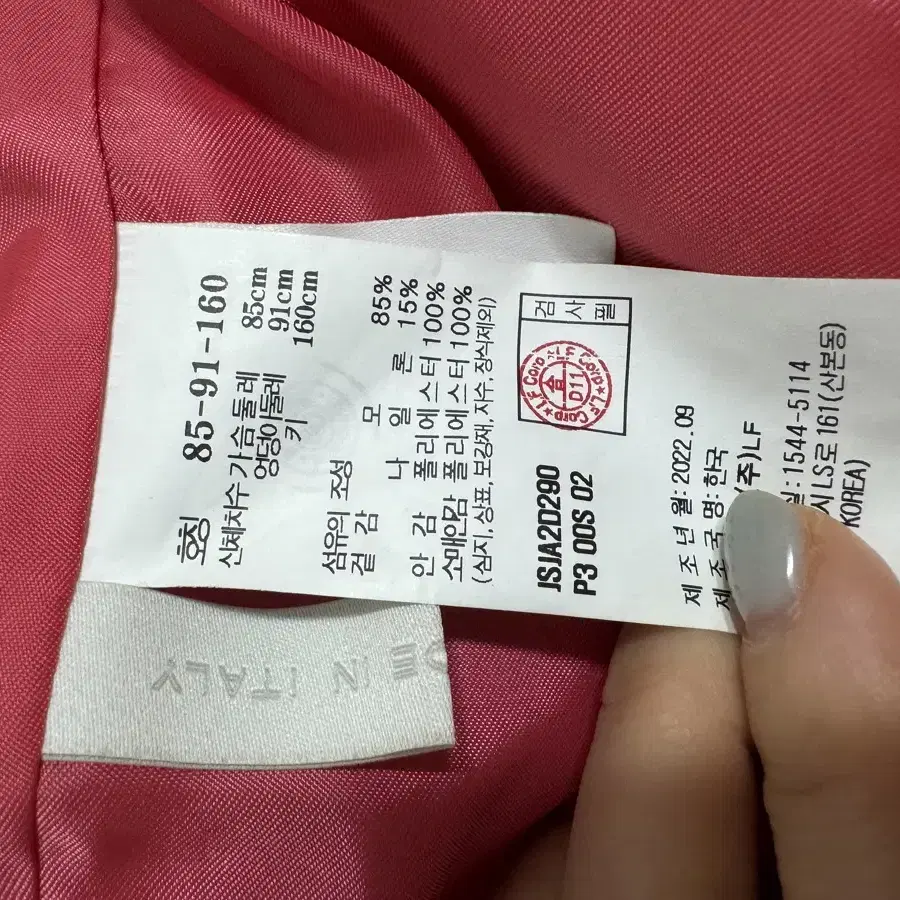 호칭 85-91-160
신체치수 가슴둘레 85cm
엉덩이둘레 91cm
키 160cm
섬유의 조성
겉감 모 85%
나일론 15%
안감 폴리에스터 100%
소매안감 폴리에스터 100%
(심지, 상표, 보강재, 자수, 장식제외)
검사필
L.F Corp
합
D11
JSJA2D290
P3 00S 02
제조년월:2022.09
제조국명:한국
(주)LF
:1544-5114
LS로 161(산본동)
KOREA)
IN ITALY